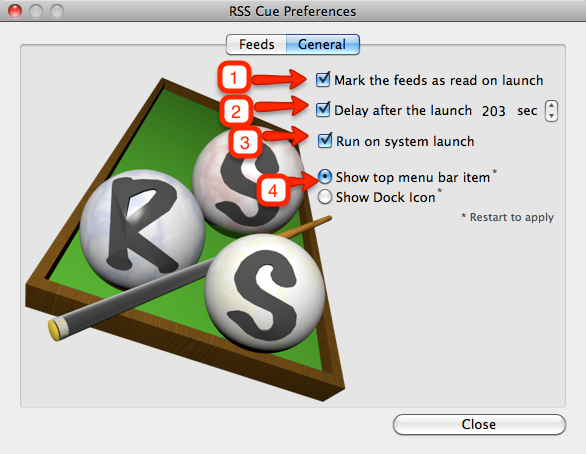 RSS Cue Preferences
Feeds General
1 Mark the feeds as read on launch
2 Delay after the launch 203 sec
3 Run on system launch
4 Show top menu bar item*
Show Dock Icon*
* Restart to apply
R S S
Close